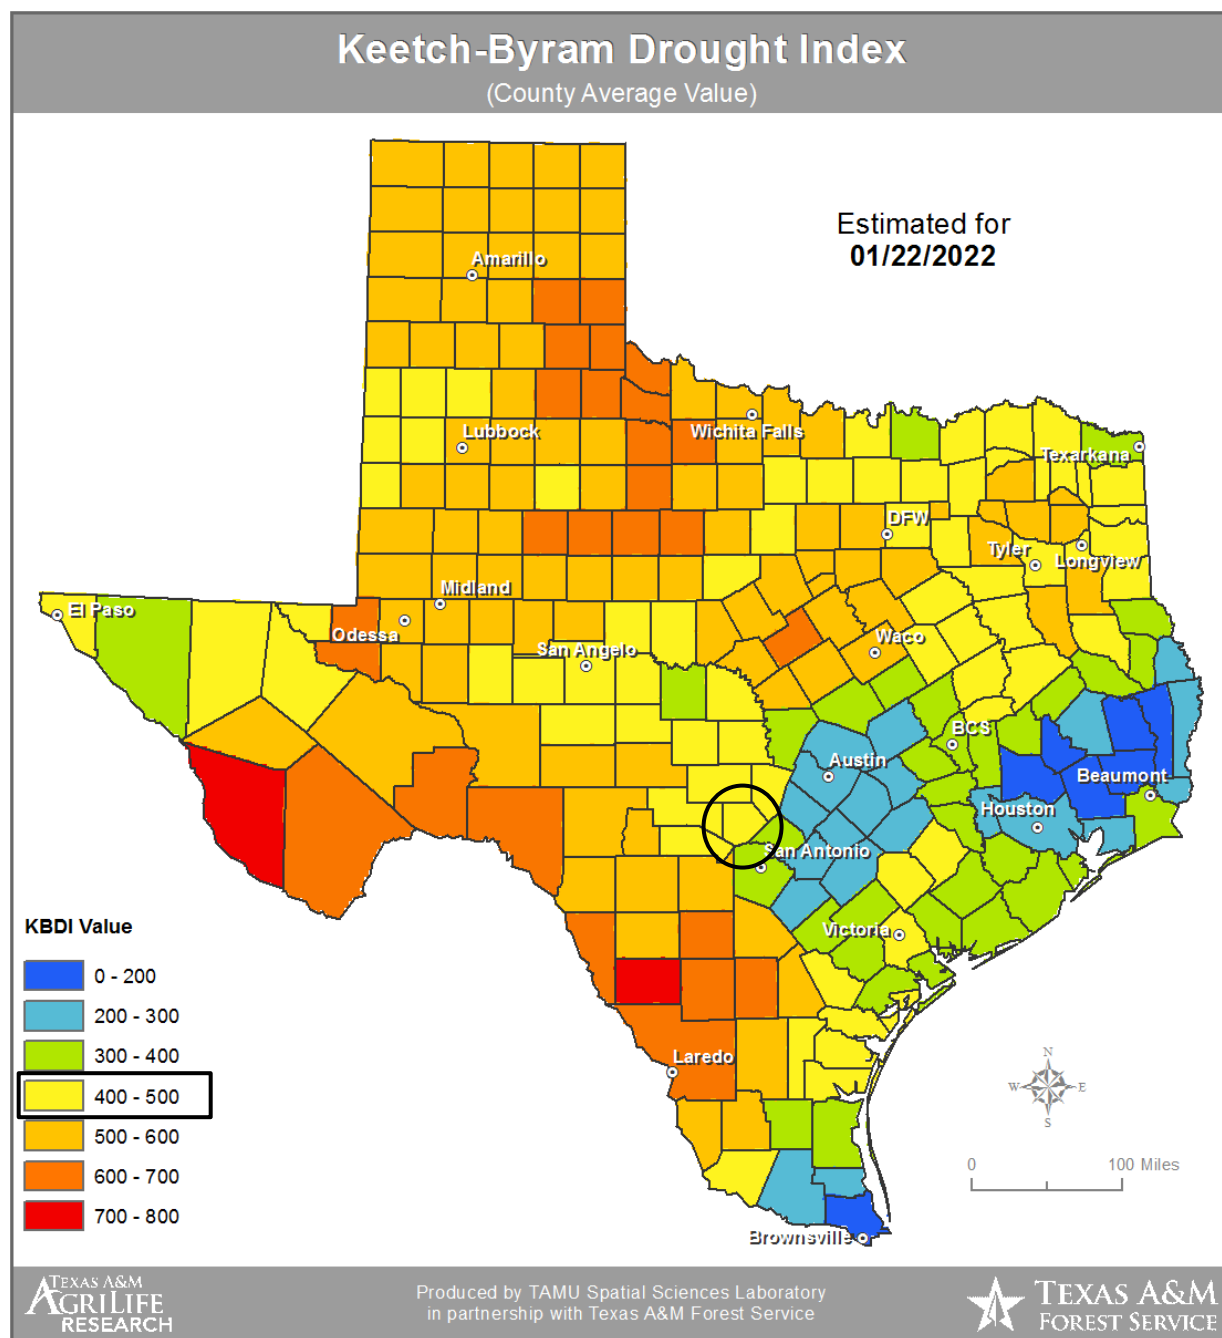 Keetch-Byram Drought Index
(County Average Value)
Estimated for
01/22/2022
Amarillo
Lubbock
Wichita Falls
Texarkana
DFW
Tyler
Longview
El Paso
Midland
Odessa
San Angelo
Waco
BCS
Austin
Beaumont
Houston
San Antonio
Victoria
Laredo
Brownsville
KBDI Value
0 - 200
200 - 300
300 - 400
400 - 500
500 - 600
600 - 700
700 - 800
N
W
E
S
0 100 Miles
TEXAS A&M
AGRILIFE
RESEARCH
Produced by TAMU Spatial Sciences Laboratory
in partnership with Texas A&M Forest Service
TEXAS A&M
FOREST SERVICE